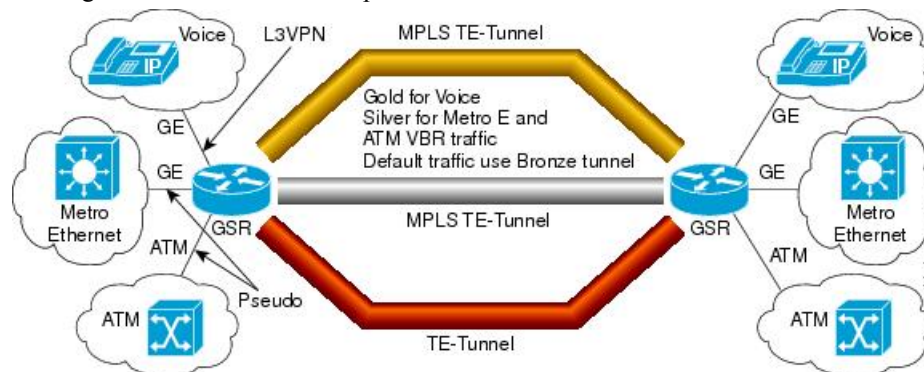 Voice
L3VPN
MPLS TE-Tunnel
Voice
IP
IP
Gold for Voice
Silver for Metro E and
ATM VBR traffic
Default traffic use Bronze tunnel
GE
GE
GE
GE
Metro
Ethernet
GSR
MPLS TE-Tunnel
GSR
Metro
Ethernet
ATM
ATM
Pseudo
ATM
ATM
TE-Tunnel